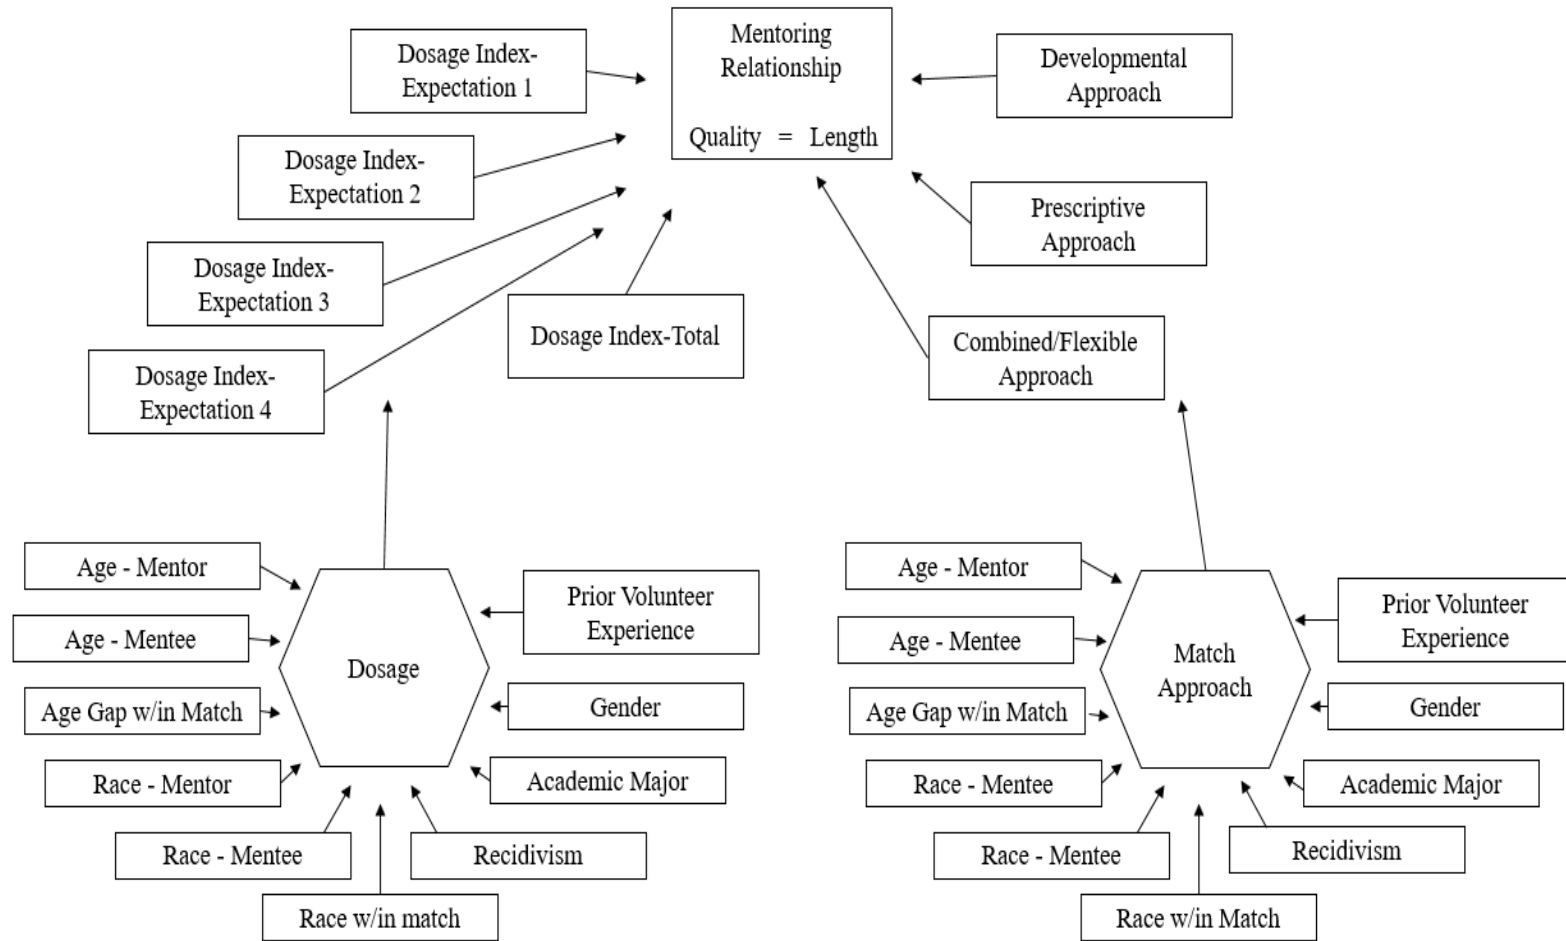 Mentoring
Relationship
Quality = Length
Dosage Index-
Expectation 1
Developmental
Approach
Dosage Index-
Expectation 2
Prescriptive
Approach
Dosage Index-
Expectation 3
Dosage Index-Total
Combined/Flexible
Approach
Dosage Index-
Expectation 4
Age - Mentor
Prior Volunteer
Experience
Age - Mentee
Dosage
Age Gap w/in Match
Gender
Race - Mentor
Academic Major
Race - Mentee
Recidivism
Race w/in match
Age - Mentor
Prior Volunteer
Experience
Age - Mentee
Match
Approach
Age Gap w/in Match
Gender
Race - Mentee
Academic Major
Race - Mentee
Recidivism
Race w/in Match